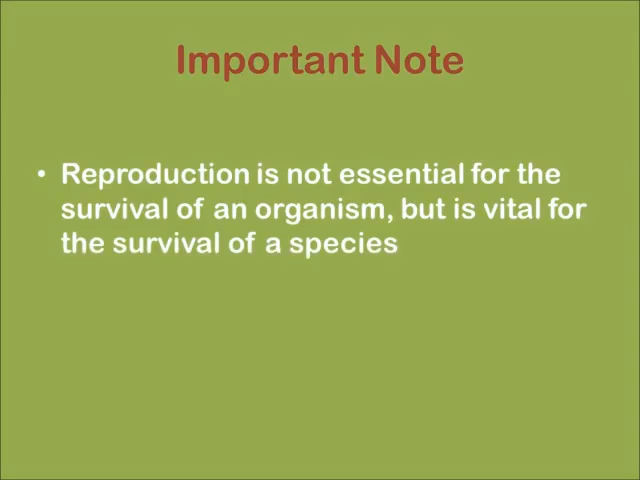 Important Note
• Reproduction is not essential for the
survival of an organism, but is vital for
the survival of a species